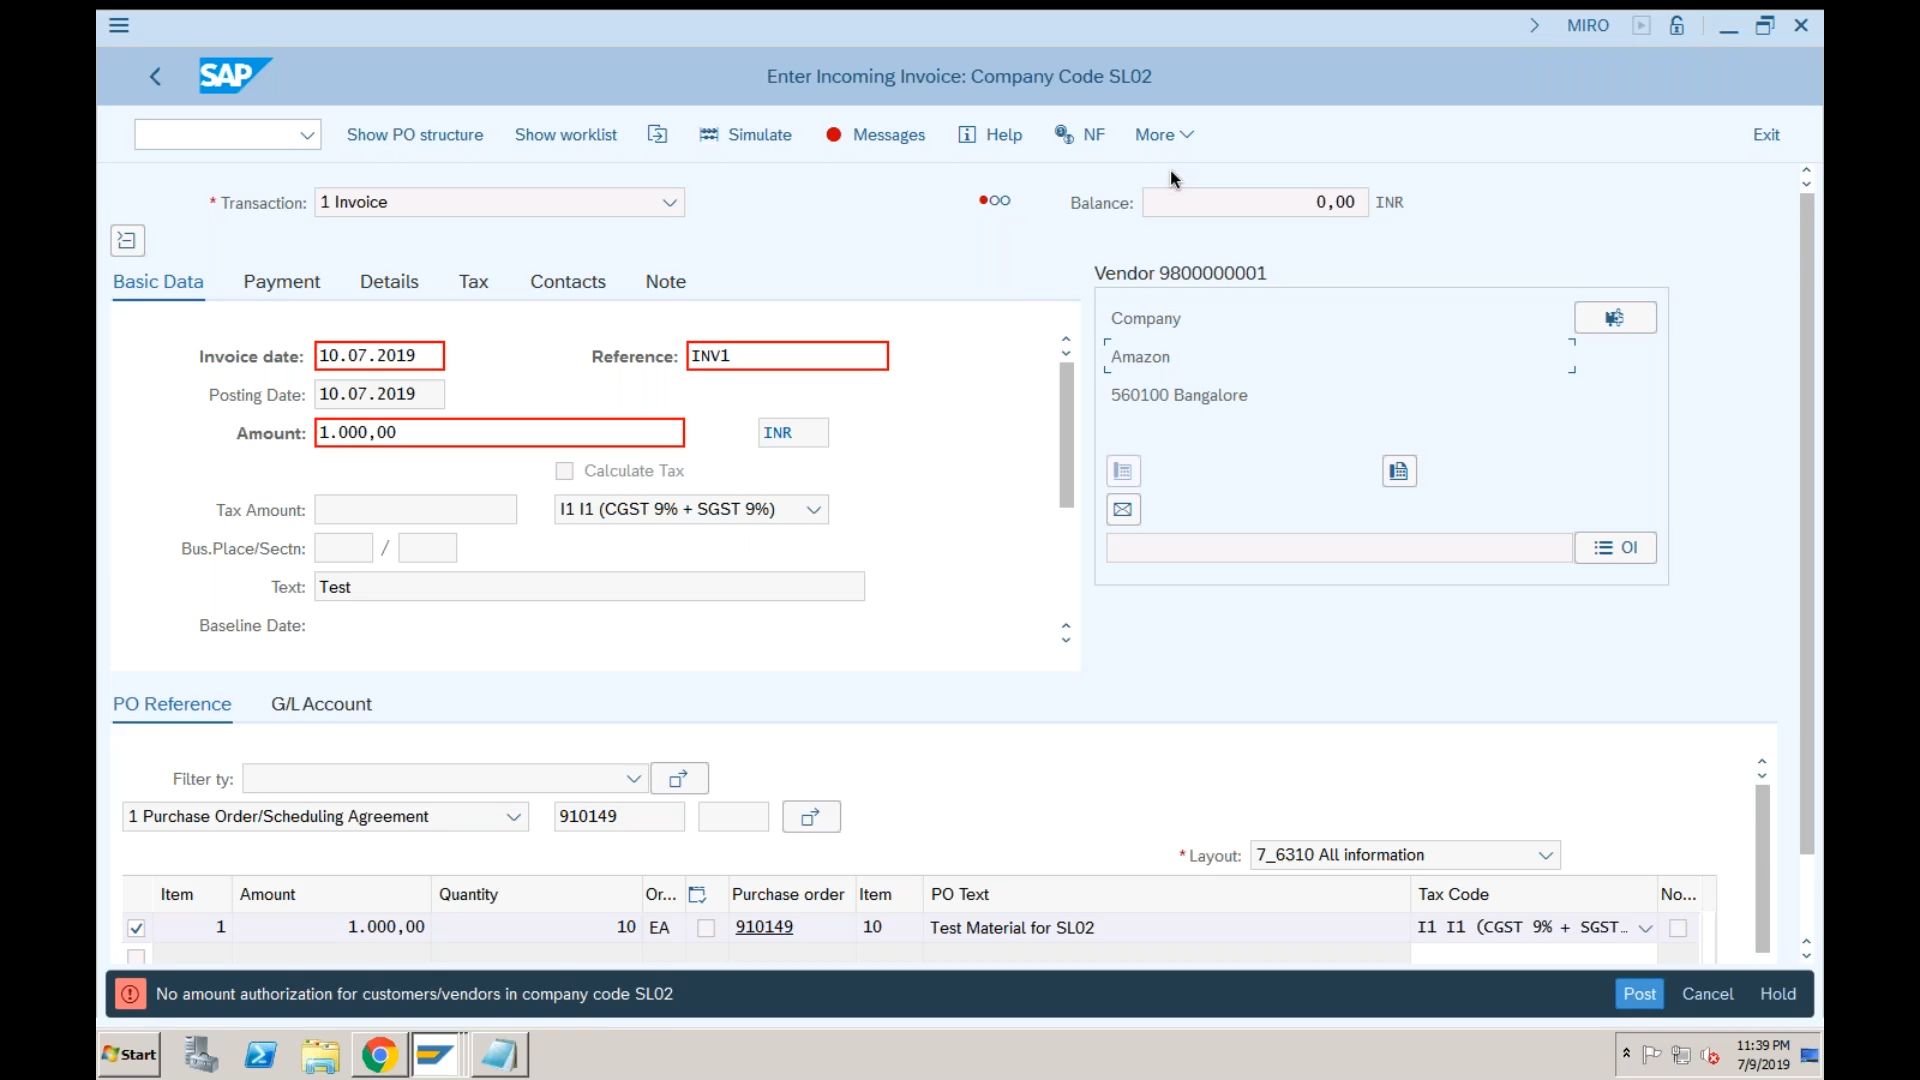 MIRO
SAP
Enter Incoming Invoice: Company Code SL02
Show PO structure
Show worklist
Simulate
Messages
Help
NF
More
Exit
* Transaction: 1 Invoice
Balance: 0,00 INR
Basic Data Payment Details Tax Contacts Note
Vendor 9800000001
Company
Amazon
560100 Bangalore
OI
Invoice date: 10.07.2019 Reference: INV1
Posting Date: 10.07.2019
Amount: 1.000,00 INR
Calculate Tax
Tax Amount: I1 I1 (CGST 9% + SGST 9%)
Bus.Place/Sectn: /
Text: Test
Baseline Date:
PO Reference G/L Account
Filter ty:
1 Purchase Order/Scheduling Agreement 910149
* Layout: 7_6310 All information
Item Amount Quantity Or... Purchase order Item PO Text Tax Code No...
1 1.000,00 10 EA 910149 10 Test Material for SL02 I1 I1 (CGST 9% + SGST...
No amount authorization for customers/vendors in company code SL02
Post Cancel Hold
Start
11:39 PM
7/9/2019